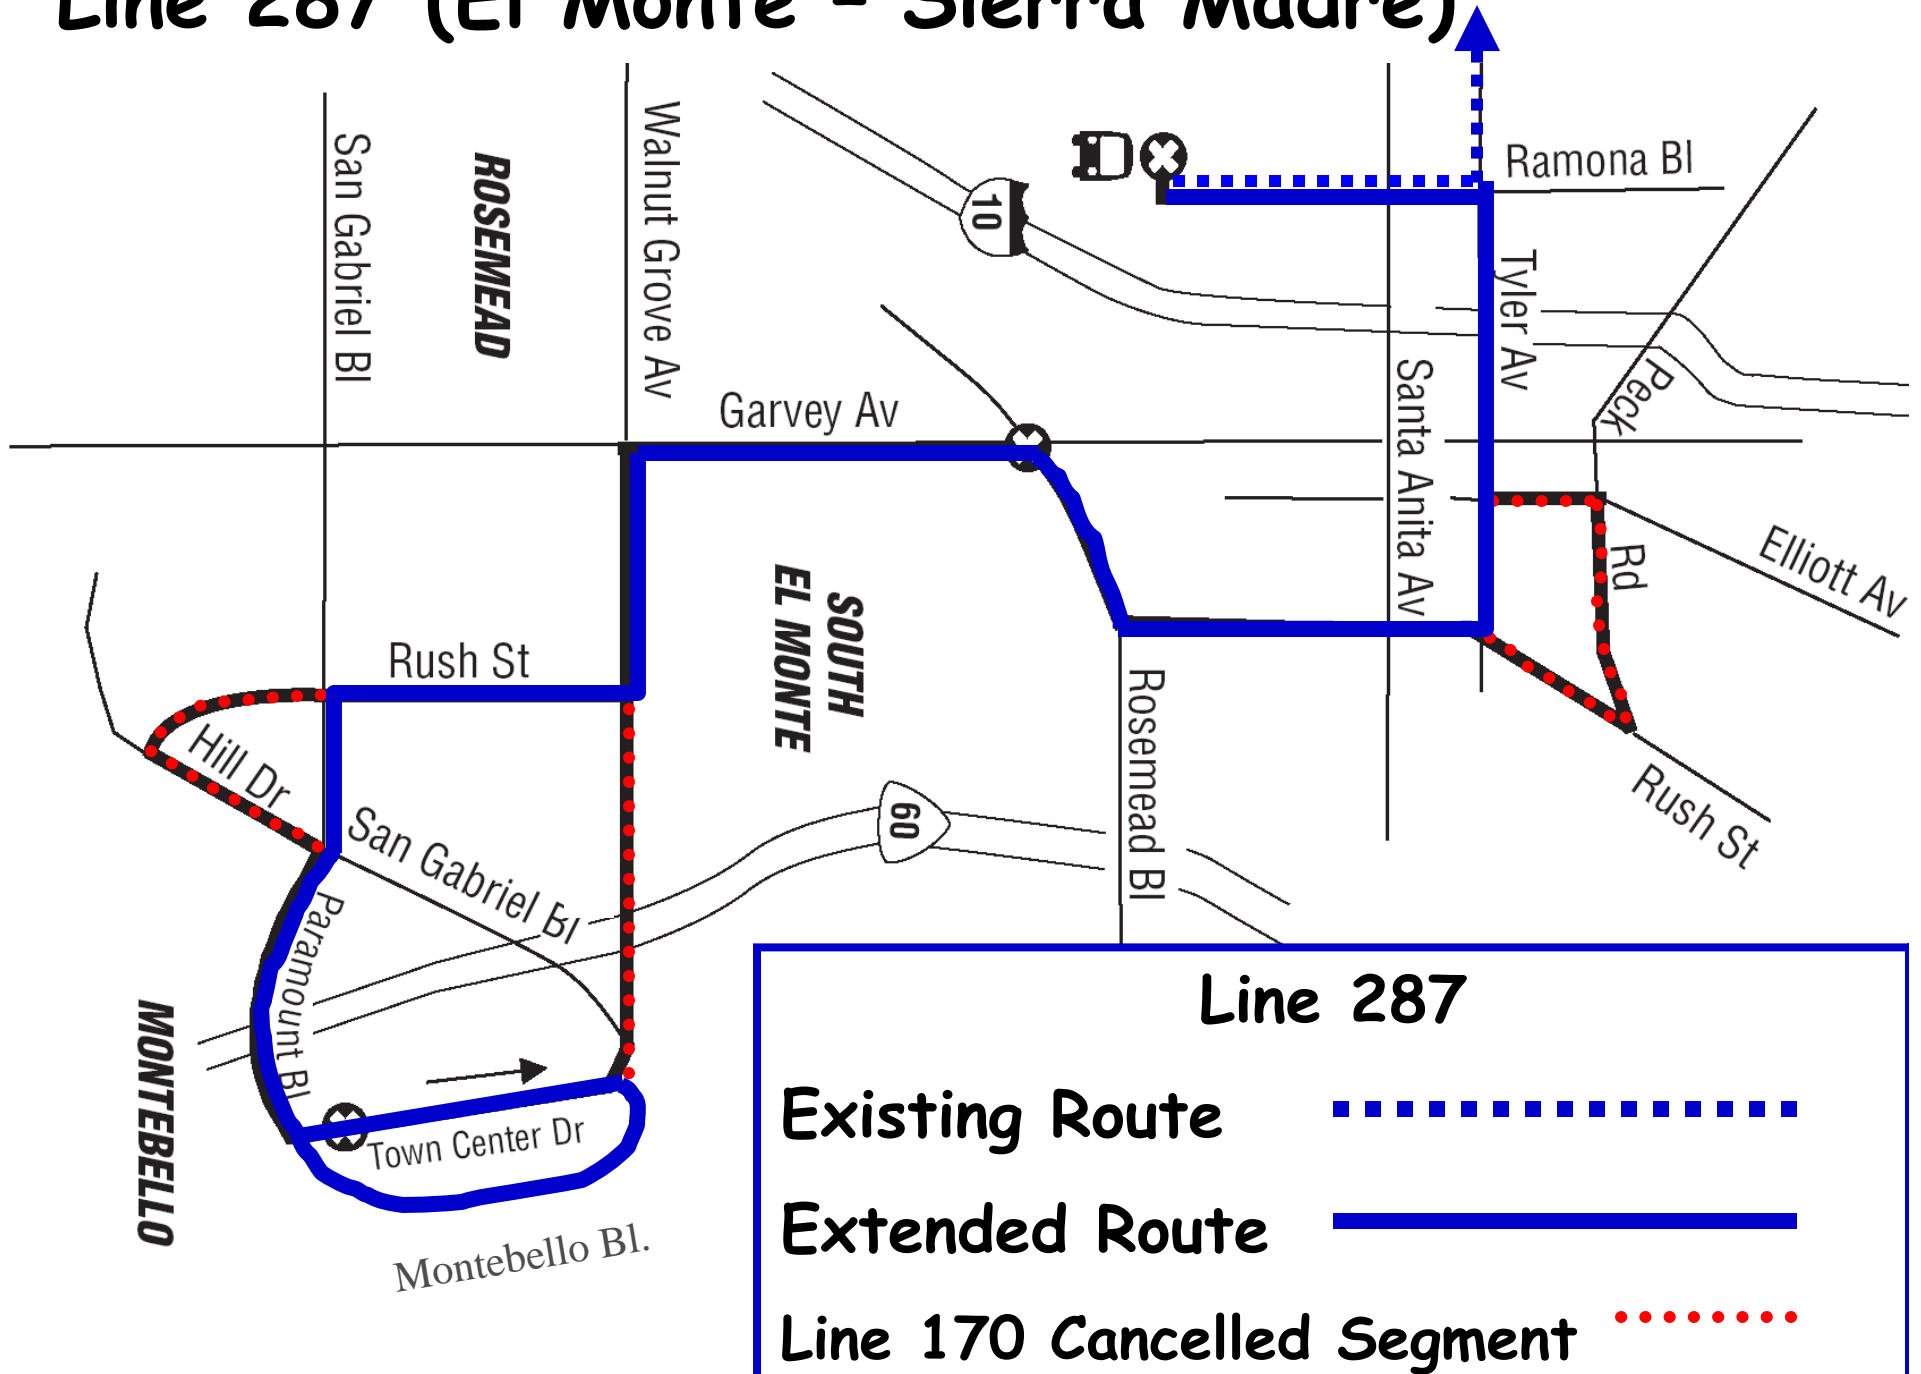 Line 287 (El Monte - Sierra Madre)
San Gabriel Bl
ROSEMEAD
Walnut Grove Av
10
Ramona Bl
Tyler Av
Garvey Av
Santa Anita Av
Peck
Rd
Elliott Av
Rush St
SOUTH
EL MONTE
Hill Dr
San Gabriel Bl
60
Rosemead Bl
Rush St
Paramount Bl
MONTEBELLO
Town Center Dr
Montebello Bl.
Line 287
Existing Route
Extended Route
Line 170 Cancelled Segment